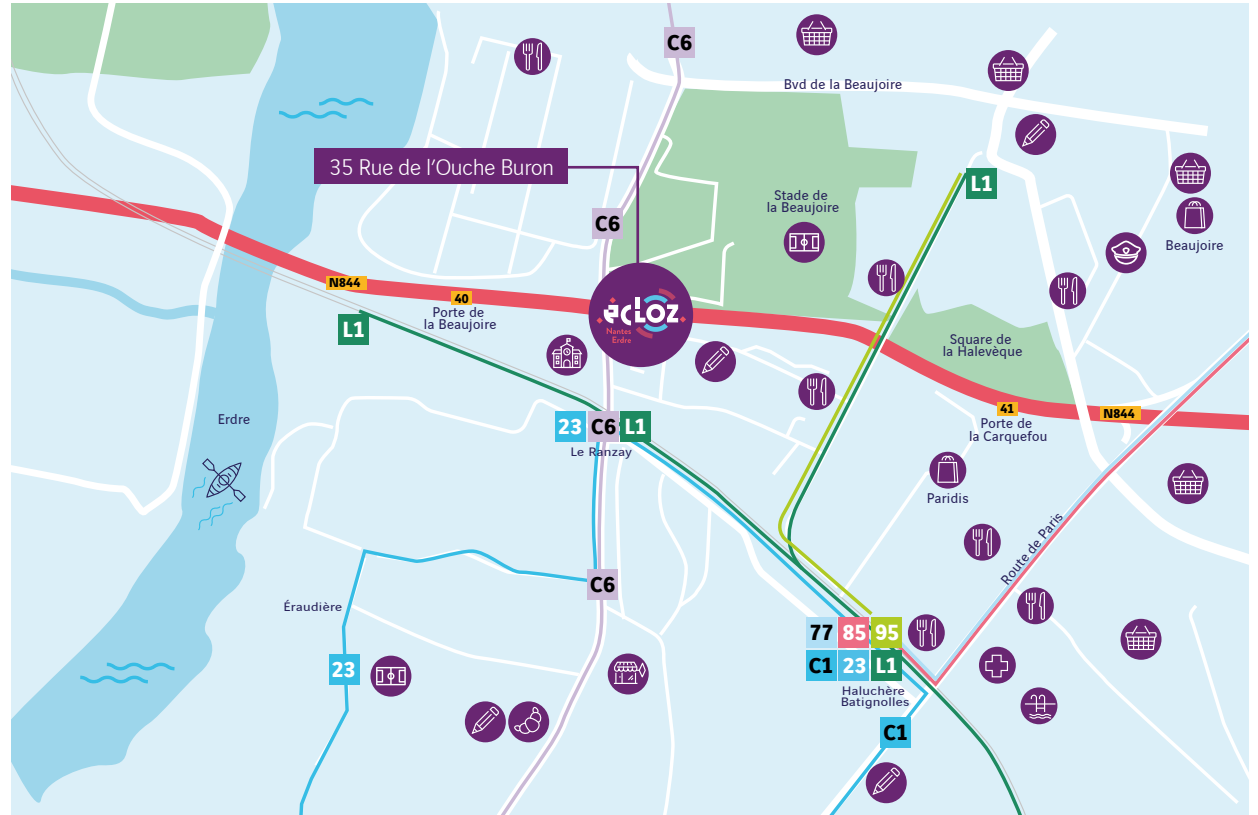 C6
Bvd de la Beaujoire
35 Rue de l'Ouche Buron
L1
Stade de
la Beaujoire
C6
Beaujoire
N844
40
Porte de
la Beaujoire
L1
écloz
Nantes
Erdre
Square de
la Halevèque
41
N844
Porte de
la Carquefou
Erdre
23 C6 L1
Le Ranzay
Paridis
Route de Paris
C6
Éraudière
77 85 95
C1 23 L1
Haluchère
Batignolles
23
C1